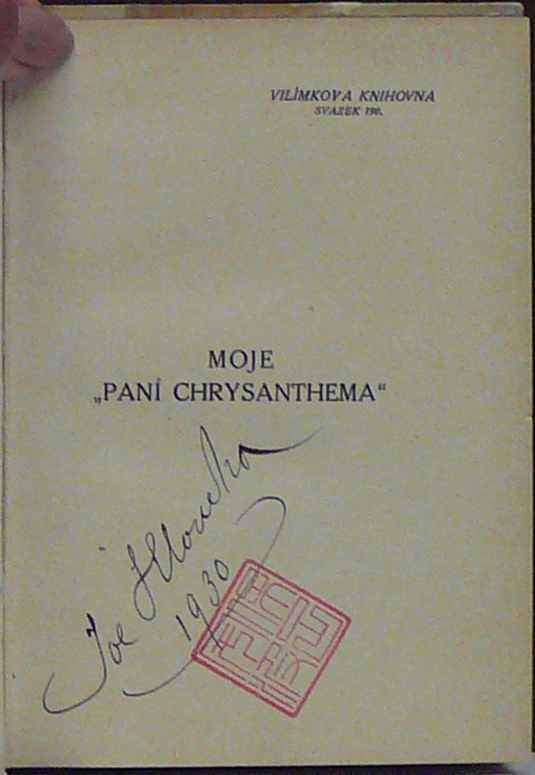 VILÍMKOVA KNIHOVNA
SVAZEK 190.
MOJE
„PANÍ CHRYSANTHEMA“
Joe Hloucha
1930